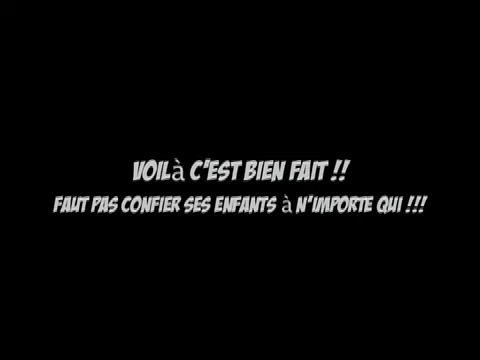 VOILà C'EST BIEN FAIT !!
FAUT PAS CONFIER SES ENFANTS à N'IMPORTE QUI !!!